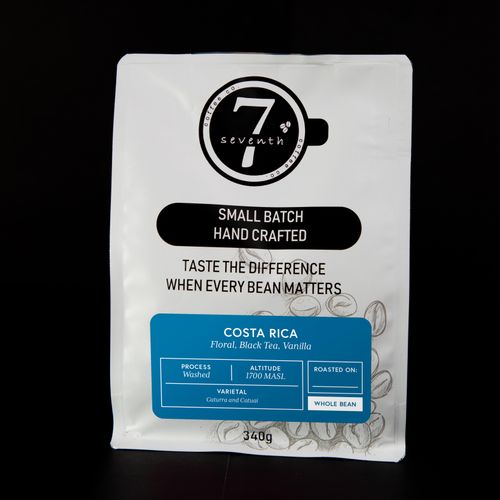 coffee co
7
seventh
coffee co
SMALL BATCH
HAND CRAFTED
TASTE THE DIFFERENCE
WHEN EVERY BEAN MATTERS
COSTA RICA
Floral, Black Tea, Vanilla
PROCESS
Washed
ALTITUDE
1700 MASL
ROASTED ON:
VARIETAL
Caturra and Catuai
WHOLE BEAN
340g